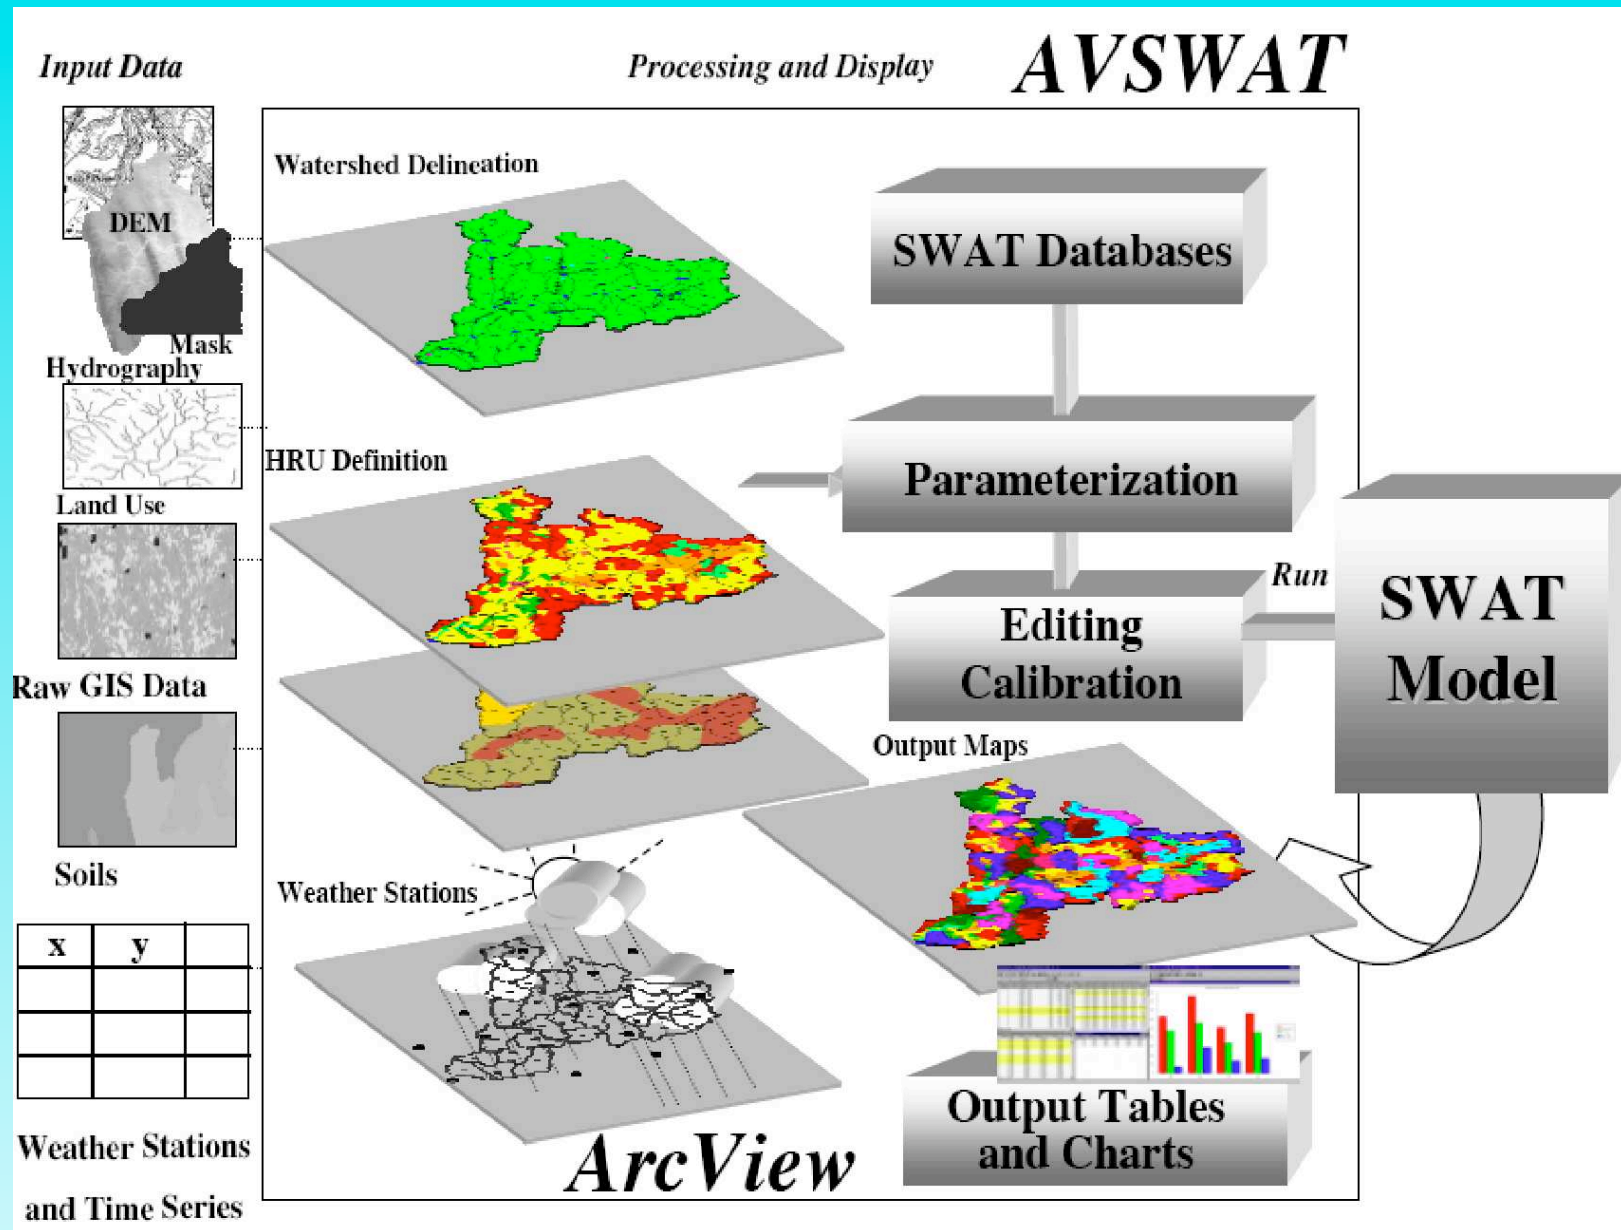 Input Data
Processing and Display
AVSWAT
DEM
Mask
Hydrography
Land Use
Raw GIS Data
Soils
x y
Weather Stations
and Time Series
Watershed Delineation
HRU Definition
Weather Stations
ArcView
SWAT Databases
Parameterization
Editing
Calibration
Run
SWAT
Model
Output Maps
Output Tables
and Charts